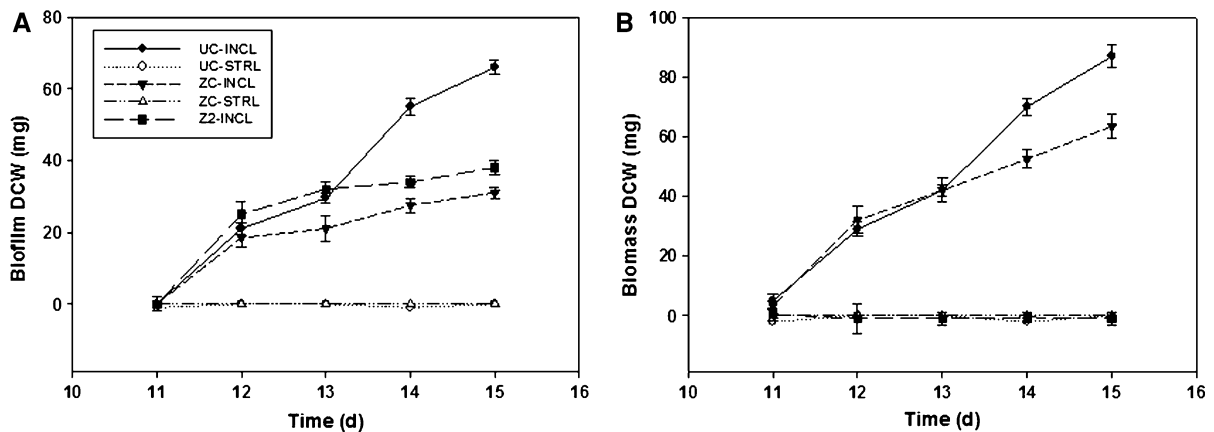 A
80
60
40
20
0
Biofilm DCW (mg)
UC-INCL
UC-STRL
ZC-INCL
ZC-STRL
Z2-INCL
10 11 12 13 14 15 16
Time (d)
B
100
80
60
40
20
0
Biomass DCW (mg)
10 11 12 13 14 15 16
Time (d)